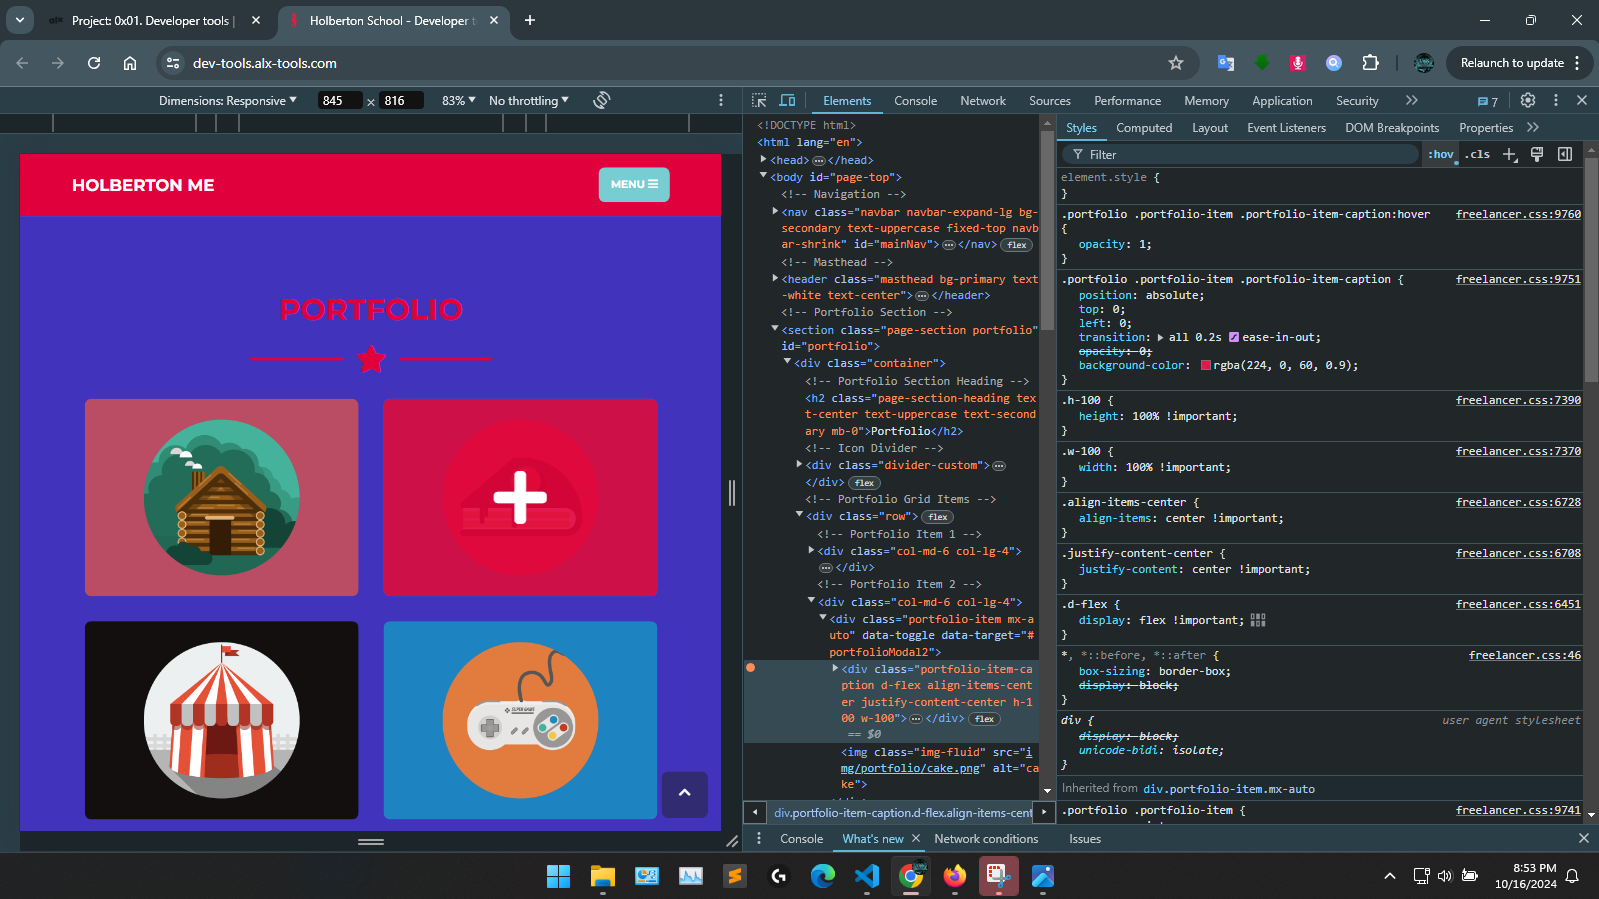 Project: 0x01. Developer tools |
Holberton School - Developer t
dev-tools.alx-tools.com
Relaunch to update
Dimensions: Responsive
845 x 816
83%
No throttling
Elements
Console
Network
Sources
Performance
Memory
Application
Security
7
HOLBERTON ME
MENU
PORTFOLIO
SUPER GAME
<!DOCTYPE html>
<html lang="en">
<head>…</head>
<body id="page-top">
<!-- Navigation -->
<nav class="navbar navbar-expand-lg bg-
secondary text-uppercase fixed-top navb
ar-shrink" id="mainNav">…</nav> flex
<!-- Masthead -->
<header class="masthead bg-primary text
-white text-center">…</header>
<!-- Portfolio Section -->
<section class="page-section portfolio"
id="portfolio">
<div class="container">
<!-- Portfolio Section Heading -->
<h2 class="page-section-heading tex
t-center text-uppercase text-second
ary mb-0">Portfolio</h2>
<!-- Icon Divider -->
<div class="divider-custom">…
</div> flex
<!-- Portfolio Grid Items -->
<div class="row"> flex
<!-- Portfolio Item 1 -->
<div class="col-md-6 col-lg-4">
…</div>
<!-- Portfolio Item 2 -->
<div class="col-md-6 col-lg-4">
<div class="portfolio-item mx-a
uto" data-toggle data-target="#
portfolioModal2">
<div class="portfolio-item-ca
ption d-flex align-items-cent
er justify-content-center h-1
00 w-100">…</div> flex
== $0
<img class="img-fluid" src="i
mg/portfolio/cake.png" alt="ca
ke">
div.portfolio-item-caption.d-flex.align-items-cent
Styles
Computed
Layout
Event Listeners
DOM Breakpoints
Properties
Filter
:hov
.cls
element.style {
}
.portfolio .portfolio-item .portfolio-item-caption:hover freelancer.css:9760
{
opacity: 1;
}
.portfolio .portfolio-item .portfolio-item-caption { freelancer.css:9751
position: absolute;
top: 0;
left: 0;
transition: all 0.2s ease-in-out;
opacity: 0;
background-color: rgba(224, 0, 60, 0.9);
}
.h-100 { freelancer.css:7390
height: 100% !important;
}
.w-100 { freelancer.css:7370
width: 100% !important;
}
.align-items-center { freelancer.css:6728
align-items: center !important;
}
.justify-content-center { freelancer.css:6708
justify-content: center !important;
}
.d-flex { freelancer.css:6451
display: flex !important;
}
*, *::before, *::after { freelancer.css:46
box-sizing: border-box;
display: block;
}
div { user agent stylesheet
display: block;
unicode-bidi: isolate;
}
Inherited from div.portfolio-item.mx-auto
.portfolio .portfolio-item { freelancer.css:9741
Console
What's new
Network conditions
Issues
8:53 PM
10/16/2024